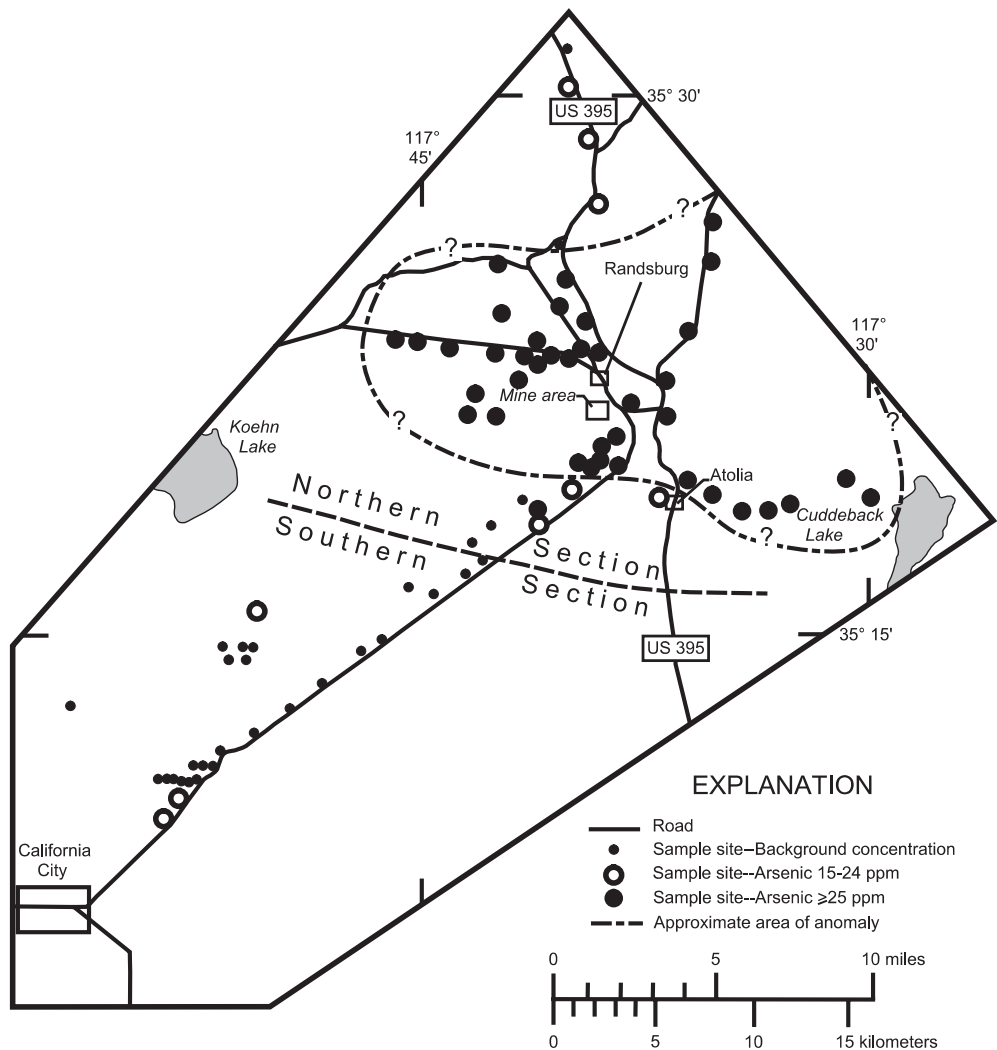 35° 30'
US 395
117°
45'
?
?
Randsburg
117°
30'
Mine area
?
?
Koehn
Lake
Atolia
Northern
Southern
Section
Section
Cuddeback
Lake
?
35° 15'
US 395
EXPLANATION
Road
Sample site–Background concentration
Sample site--Arsenic 15-24 ppm
Sample site--Arsenic ≥25 ppm
Approximate area of anomaly
California
City
0 5 10 miles
0 5 10 15 kilometers